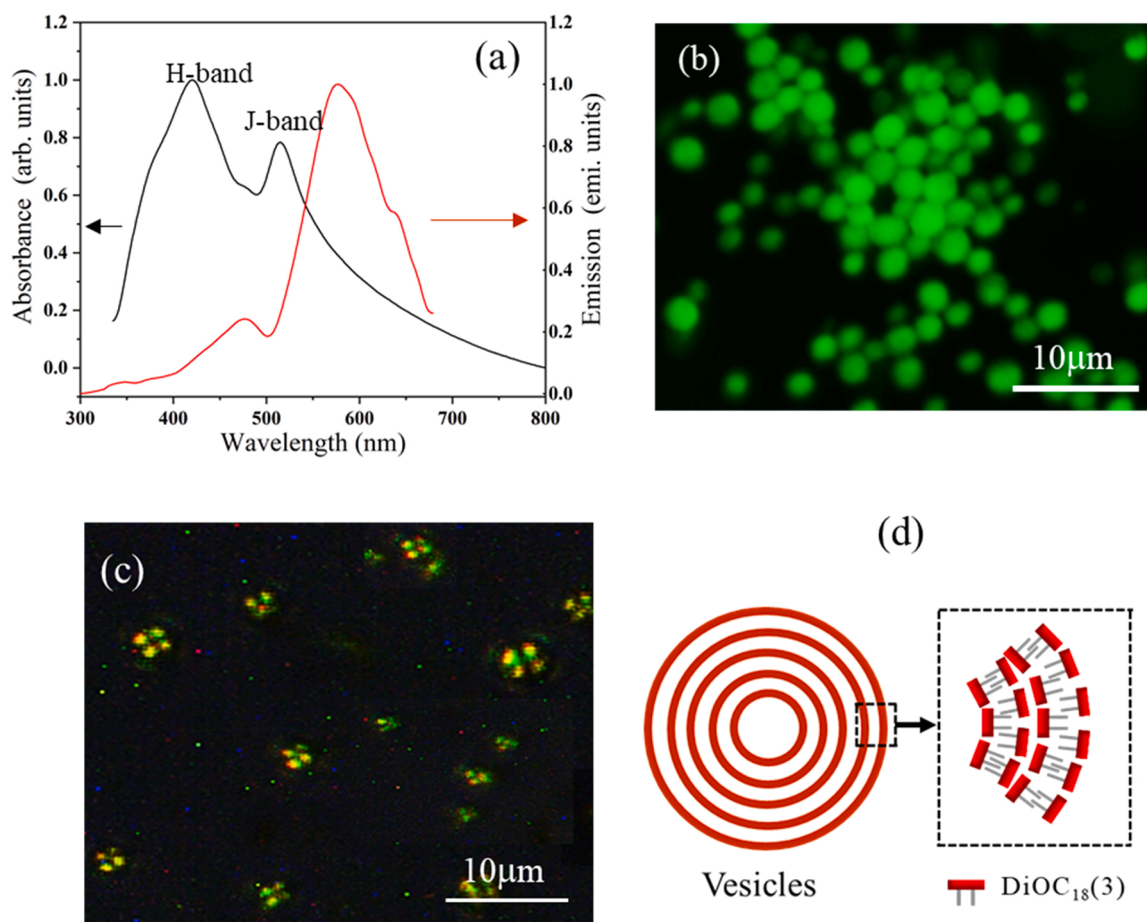 (a)
H-band
J-band
Absorbance (arb. units)
1.2
1.0
0.8
0.6
0.4
0.2
0.0
Emission (emi. units)
1.2
1.0
0.8
0.6
0.4
0.2
0.0
300 400 500 600 700 800
Wavelength (nm)
(b)
10μm
(c)
10μm
(d)
Vesicles
DiOC18(3)